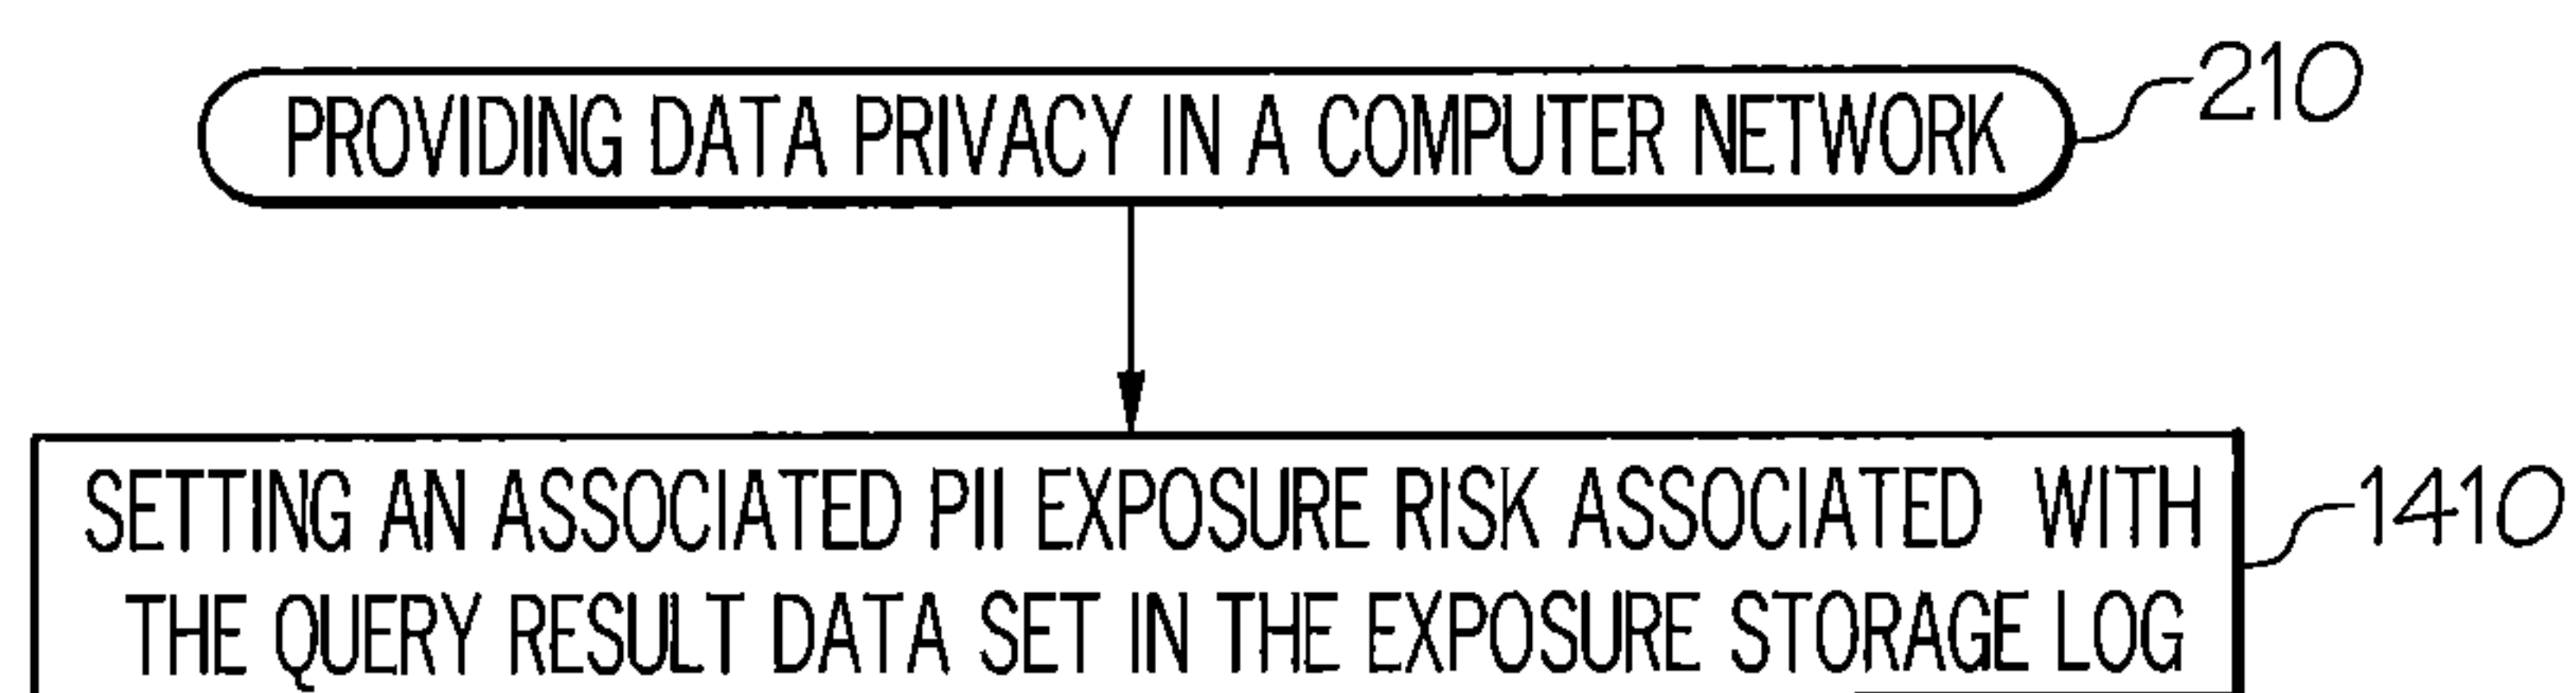 PROVIDING DATA PRIVACY IN A COMPUTER NETWORK
210
SETTING AN ASSOCIATED PII EXPOSURE RISK ASSOCIATED WITH
THE QUERY RESULT DATA SET IN THE EXPOSURE STORAGE LOG
1410